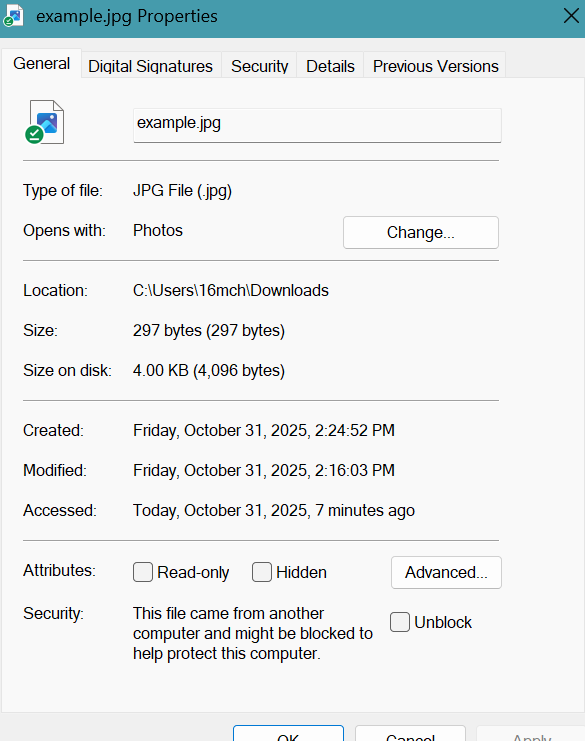 example.jpg Properties
General Digital Signatures Security Details Previous Versions
example.jpg
Type of file: JPG File (.jpg)
Opens with: Photos Change...
Location: C:\Users\16mch\Downloads
Size: 297 bytes (297 bytes)
Size on disk: 4.00 KB (4,096 bytes)
Created: Friday, October 31, 2025, 2:24:52 PM
Modified: Friday, October 31, 2025, 2:16:03 PM
Accessed: Today, October 31, 2025, 7 minutes ago
Attributes: Read-only Hidden Advanced...
Security: This file came from another
computer and might be blocked to
help protect this computer.
Unblock
OK Cancel Apply